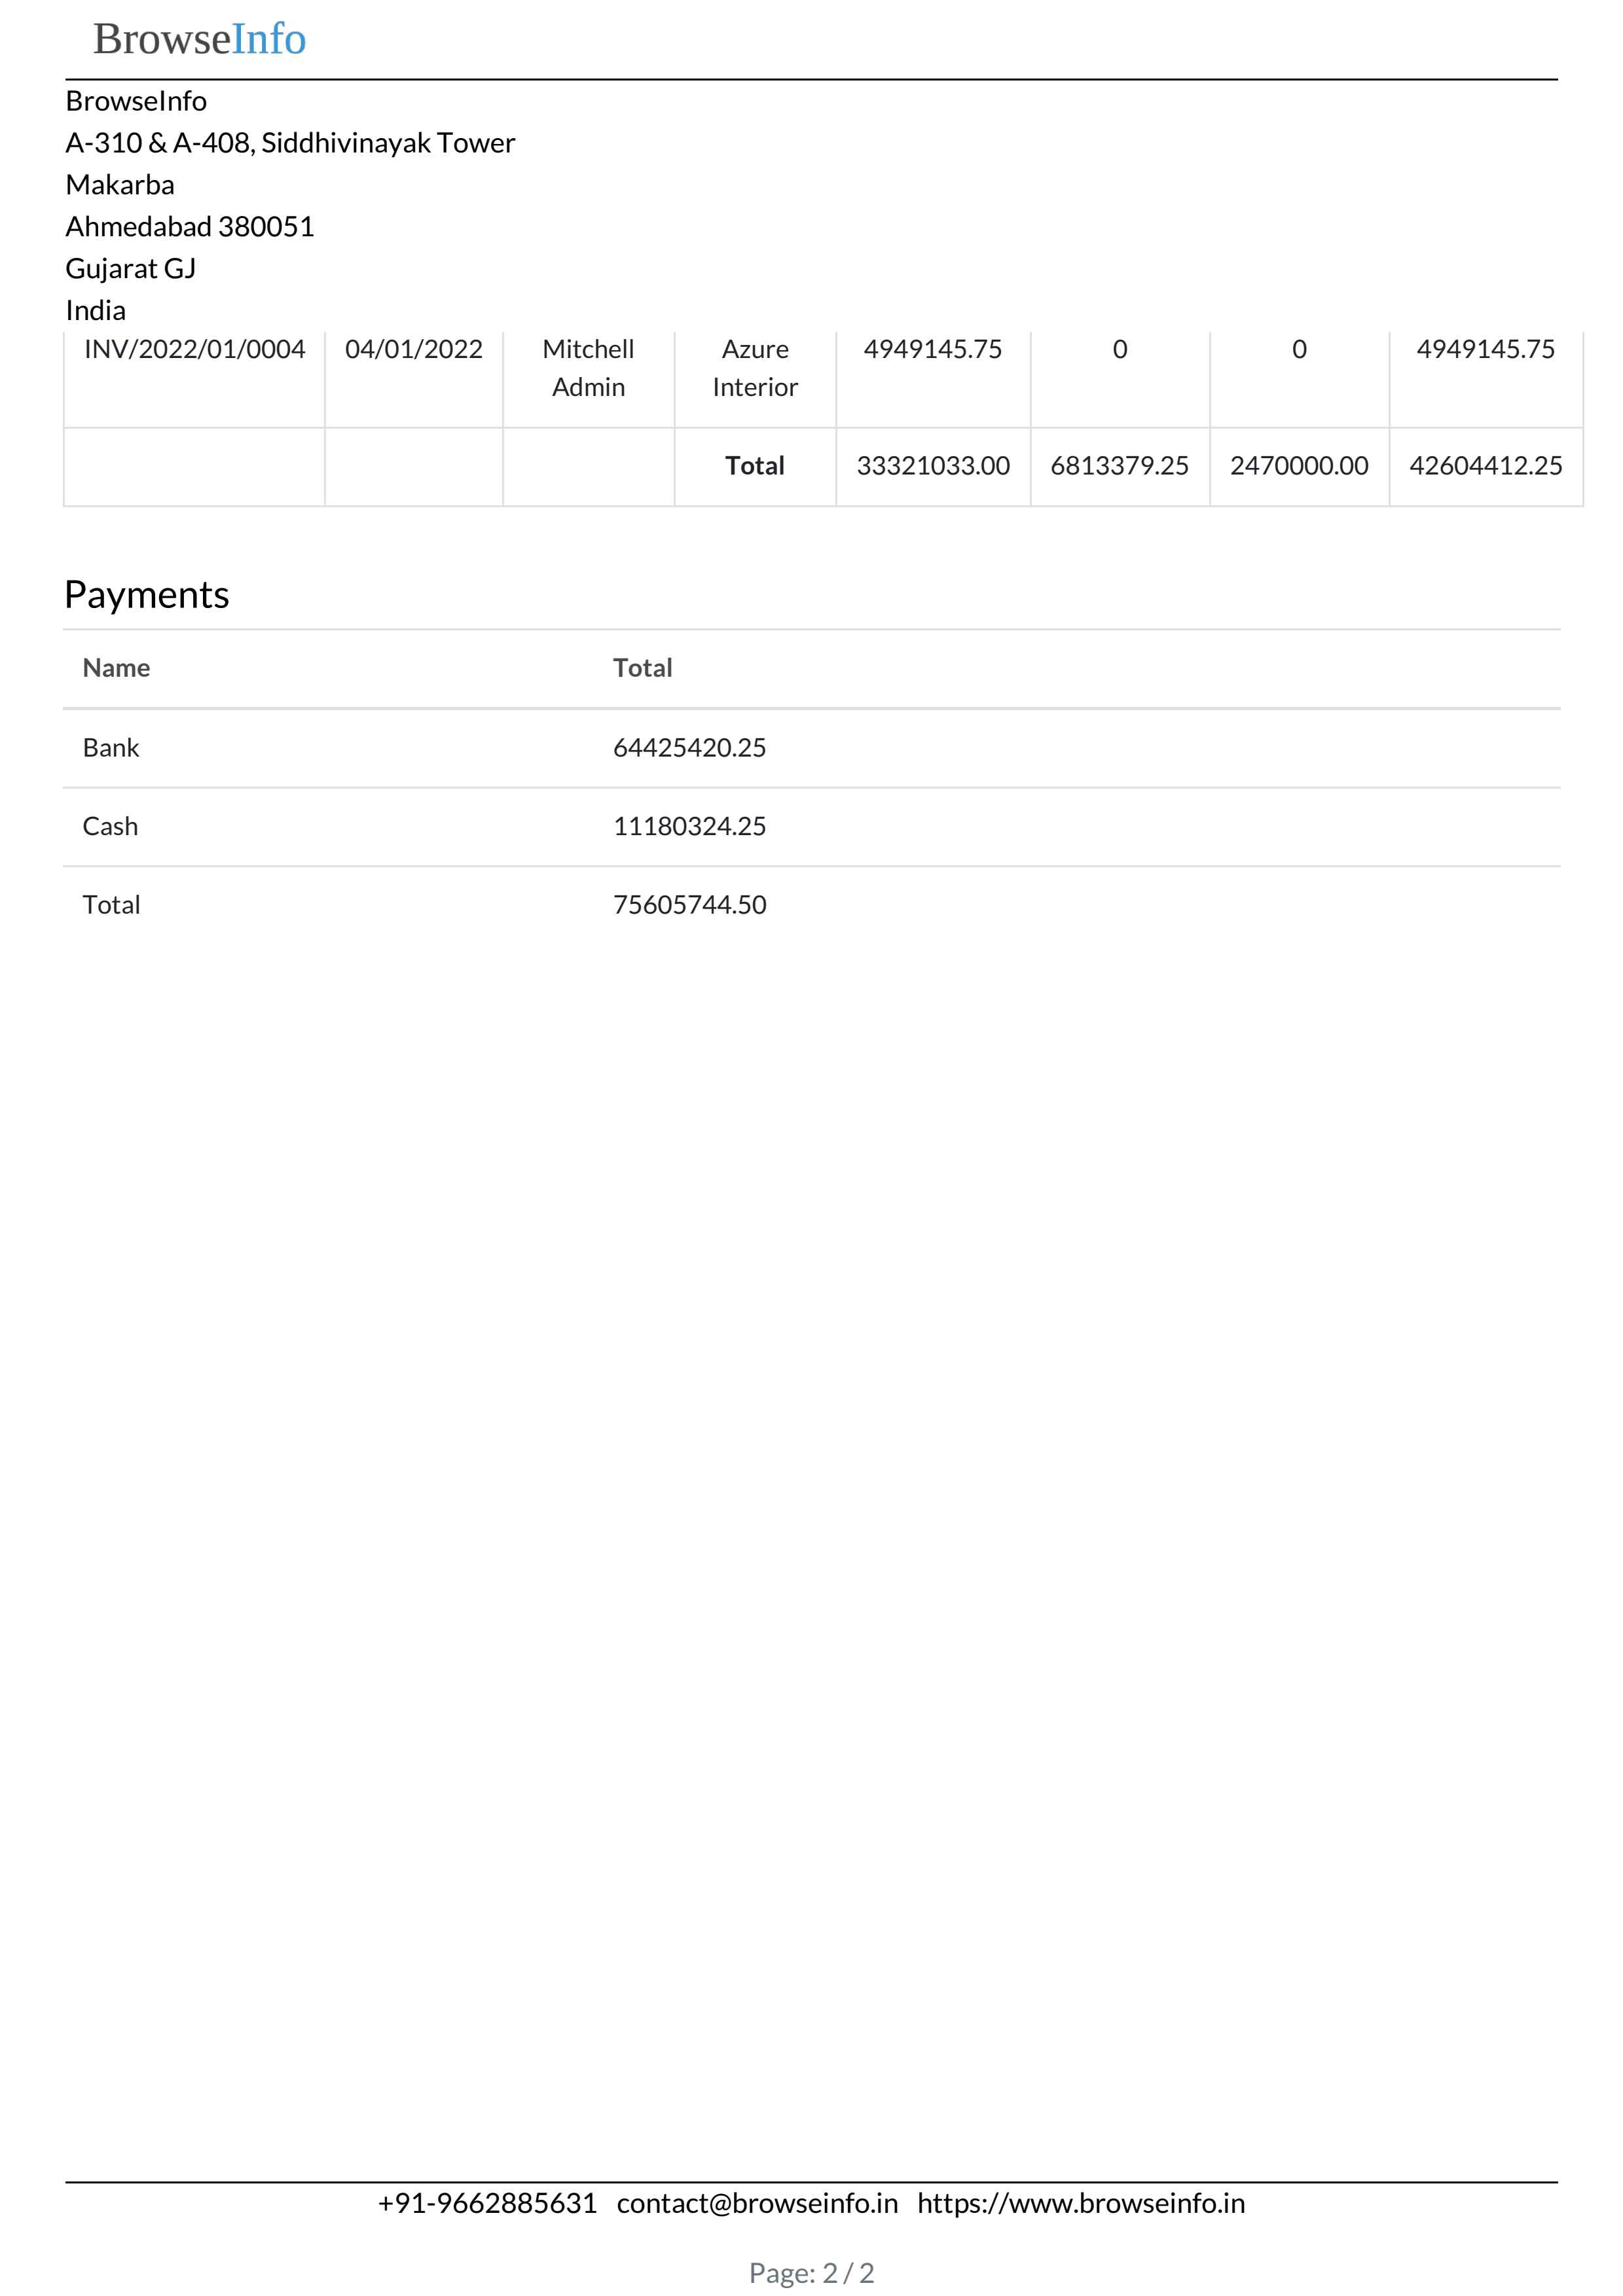 BrowseInfo
BrowseInfo
A-310 & A-408, Siddhivinayak Tower
Makarba
Ahmedabad 380051
Gujarat GJ
India
INV/2022/01/0004 04/01/2022 Mitchell Azure 4949145.75 0 0 4949145.75
Admin Interior
Total 33321033.00 6813379.25 2470000.00 42604412.25
Payments
Name Total
Bank 64425420.25
Cash 11180324.25
Total 75605744.50
+91-9662885631 contact@browseinfo.in https://www.browseinfo.in
Page: 2 / 2